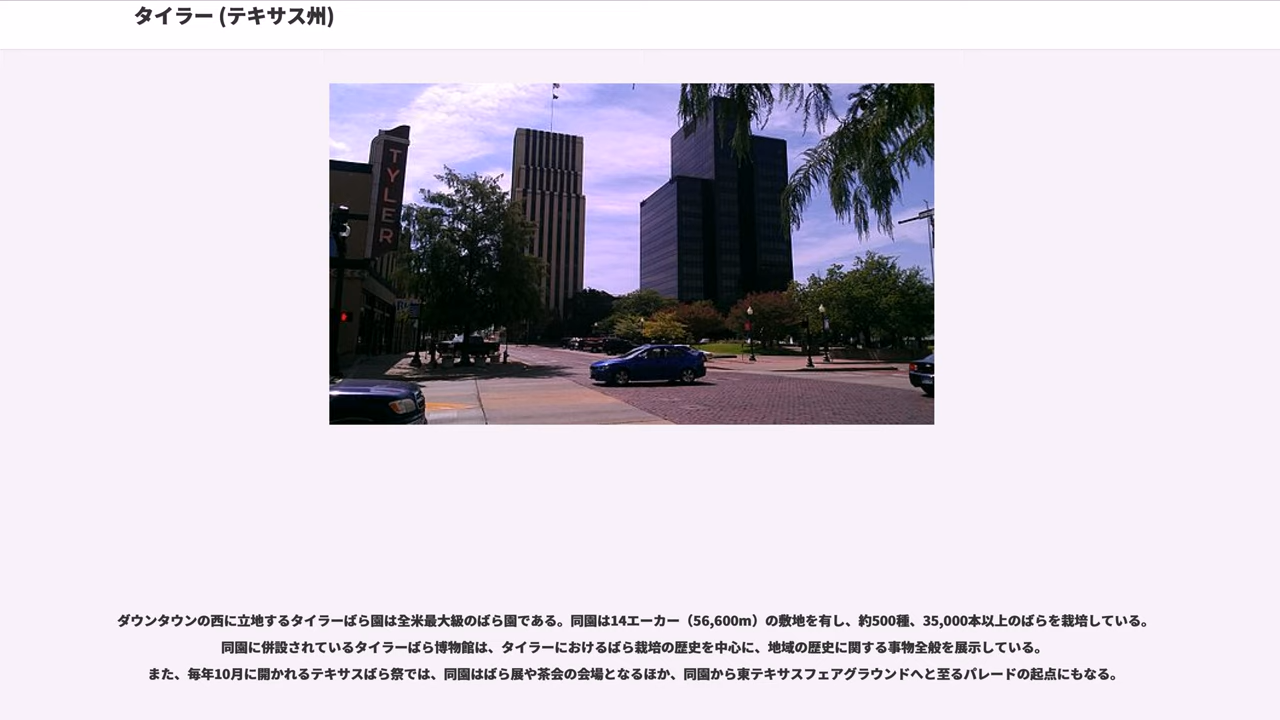 タイラー (テキサス州)
TYLER
ダウンタウンの西に立地するタイラーばら園は全米最大級のばら園である。同園は14エーカー（56,600m）の敷地を有し、約500種、35,000本以上のばらを栽培している。
同園に併設されているタイラーばら博物館は、タイラーにおけるばら栽培の歴史を中心に、地域の歴史に関する事物全般を展示している。
また、毎年10月に開かれるテキサスばら祭では、同園はばら展や茶会の会場となるほか、同園から東テキサスフェアグラウンドへと至るパレードの起点にもなる。